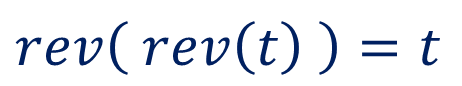 rev( rev(t) ) = t